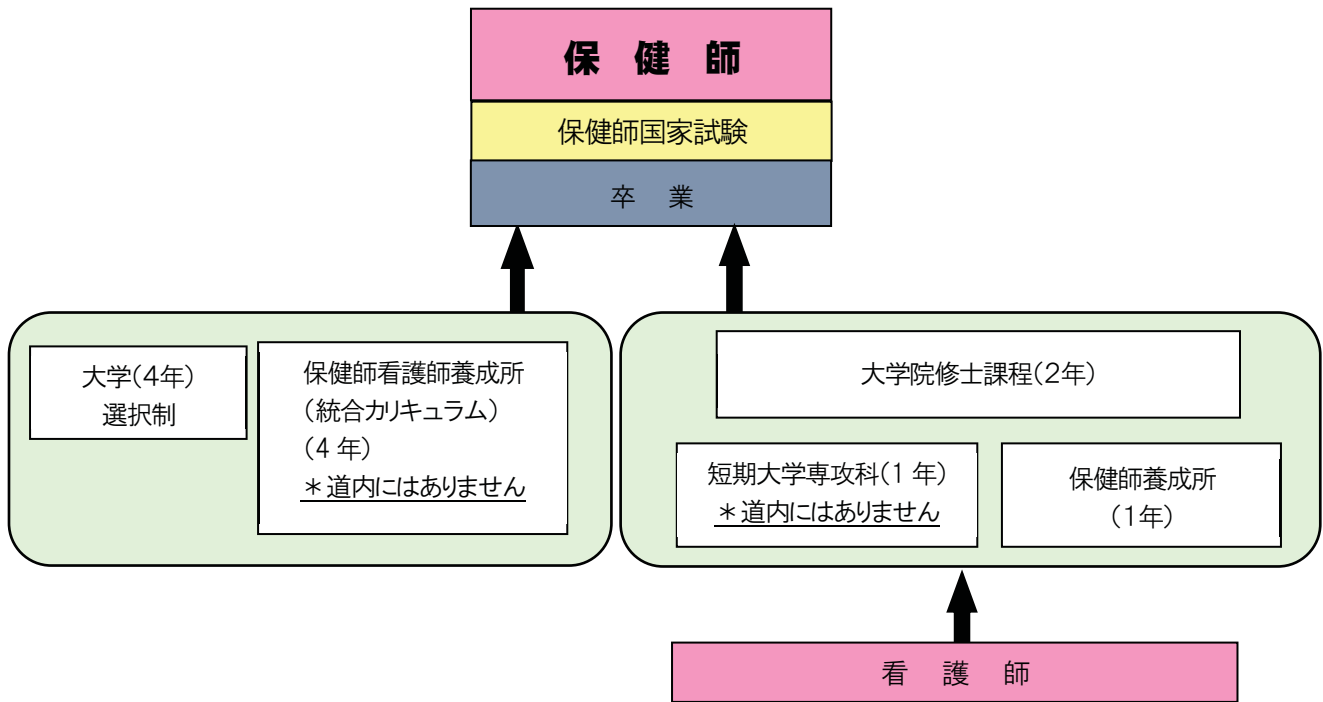 保 健 師
保健師国家試験
卒 業
大学(4年)
選択制
保健師看護師養成所
(統合カリキュラム)
(4 年)
＊道内にはありません
大学院修士課程(2年)
短期大学専攻科(1 年)
＊道内にはありません
保健師養成所
(1年)
看 護 師